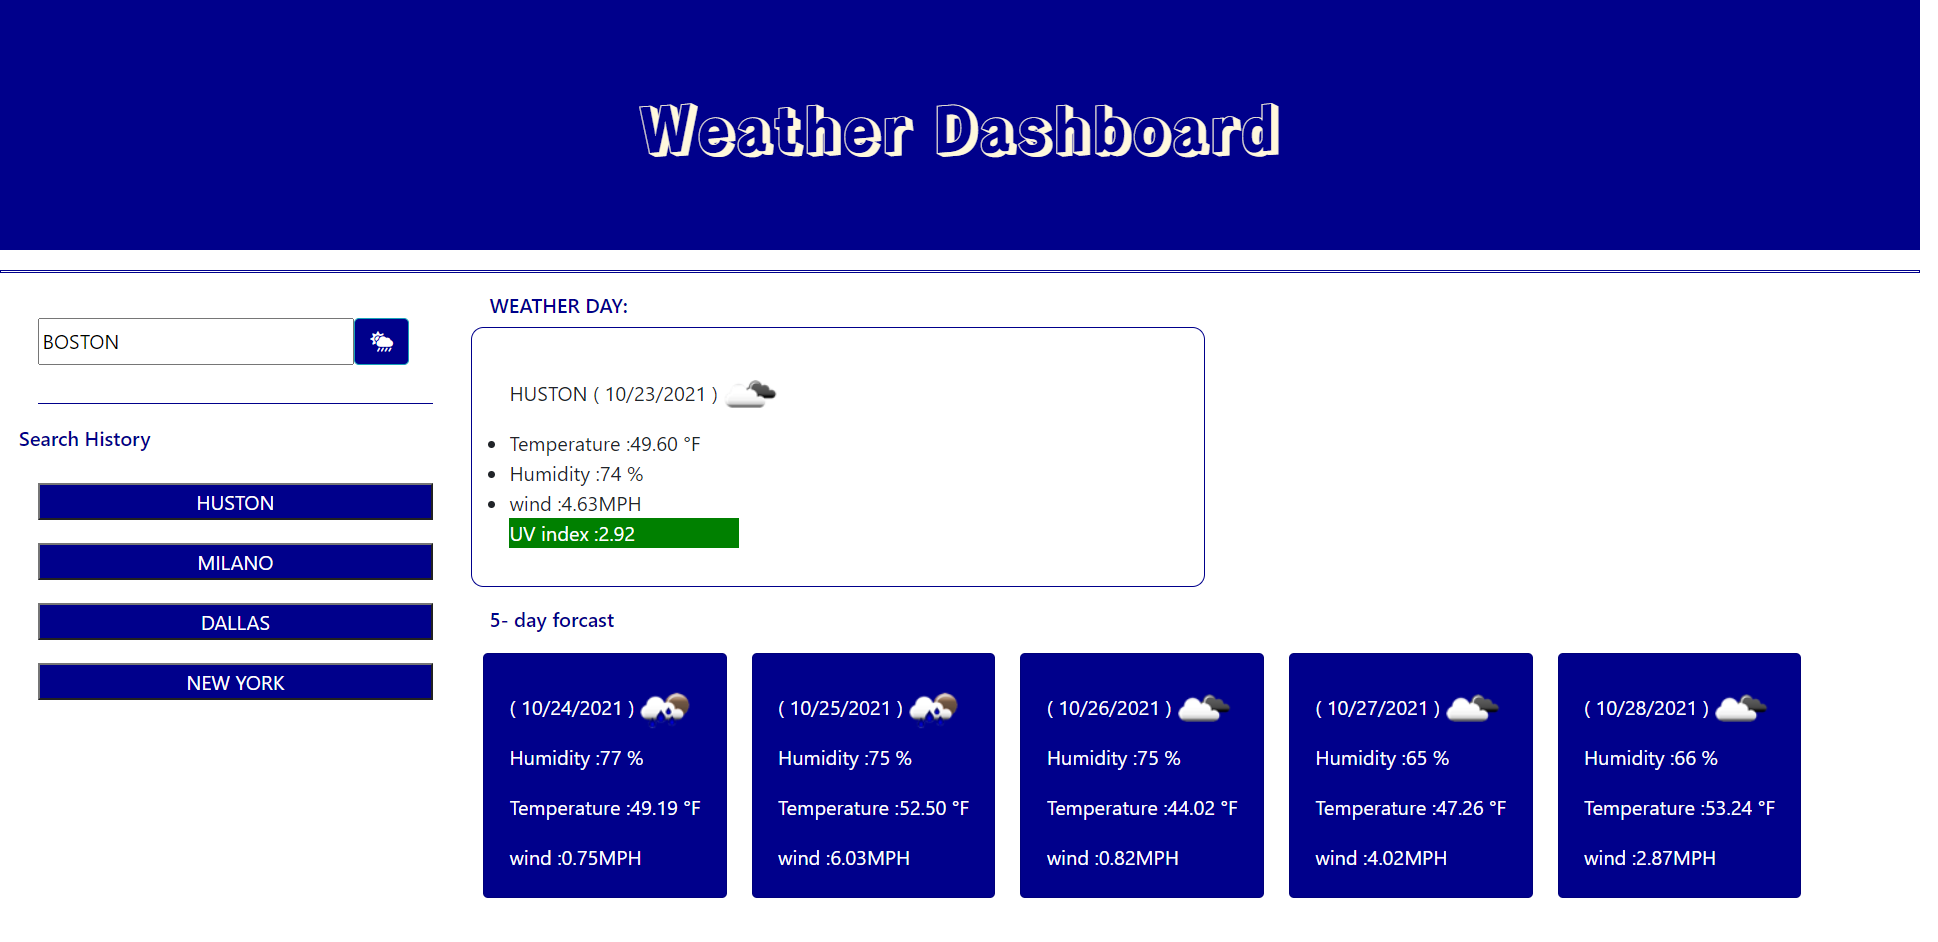 Weather Dashboard
BOSTON
Search History
HUSTON
MILANO
DALLAS
NEW YORK
WEATHER DAY:
HUSTON ( 10/23/2021 )
Temperature :49.60 °F
Humidity :74 %
wind :4.63MPH
UV index :2.92
5- day forcast
( 10/24/2021 )
Humidity :77 %
Temperature :49.19 °F
wind :0.75MPH
( 10/25/2021 )
Humidity :75 %
Temperature :52.50 °F
wind :6.03MPH
( 10/26/2021 )
Humidity :75 %
Temperature :44.02 °F
wind :0.82MPH
( 10/27/2021 )
Humidity :65 %
Temperature :47.26 °F
wind :4.02MPH
( 10/28/2021 )
Humidity :66 %
Temperature :53.24 °F
wind :2.87MPH